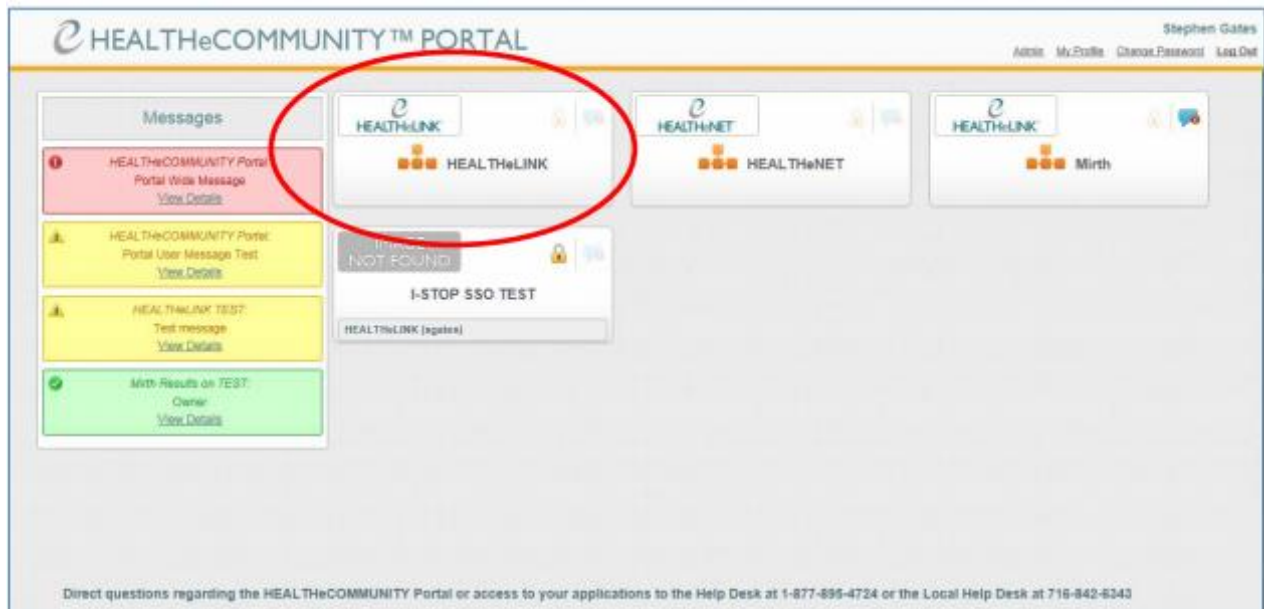 HEALTHeCOMMUNITY™ PORTAL
Stephen Gates
Admin My Profile Change Password Log Out
Messages
HEALTHeCOMMUNITY Portal:
Portal Wide Message
View Details
HEALTHeCOMMUNITY Portal:
Portal User Message Test
View Details
HEALTHeLINK TEST:
Test message
View Details
Mirth Results on TEST:
Owner
View Details
HEALTHeLINK
HEALTHeLINK
HEALTHeNET
HEALTHeNET
HEALTHeLINK
Mirth
IMAGE
NOT FOUND
I-STOP SSO TEST
HEALTHeLINK (sgates)
Direct questions regarding the HEALTHeCOMMUNITY Portal or access to your applications to the Help Desk at 1-877-895-4724 or the Local Help Desk at 716-842-6343